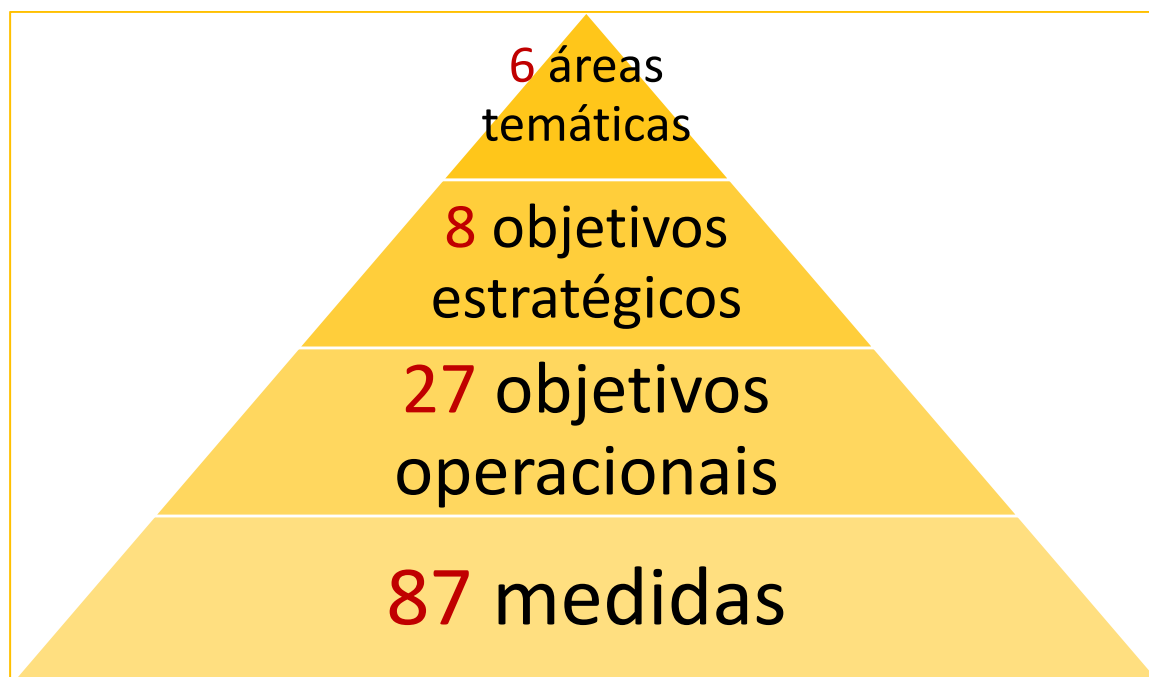 6 áreas
temáticas
8 objetivos
estratégicos
27 objetivos
operacionais
87 medidas